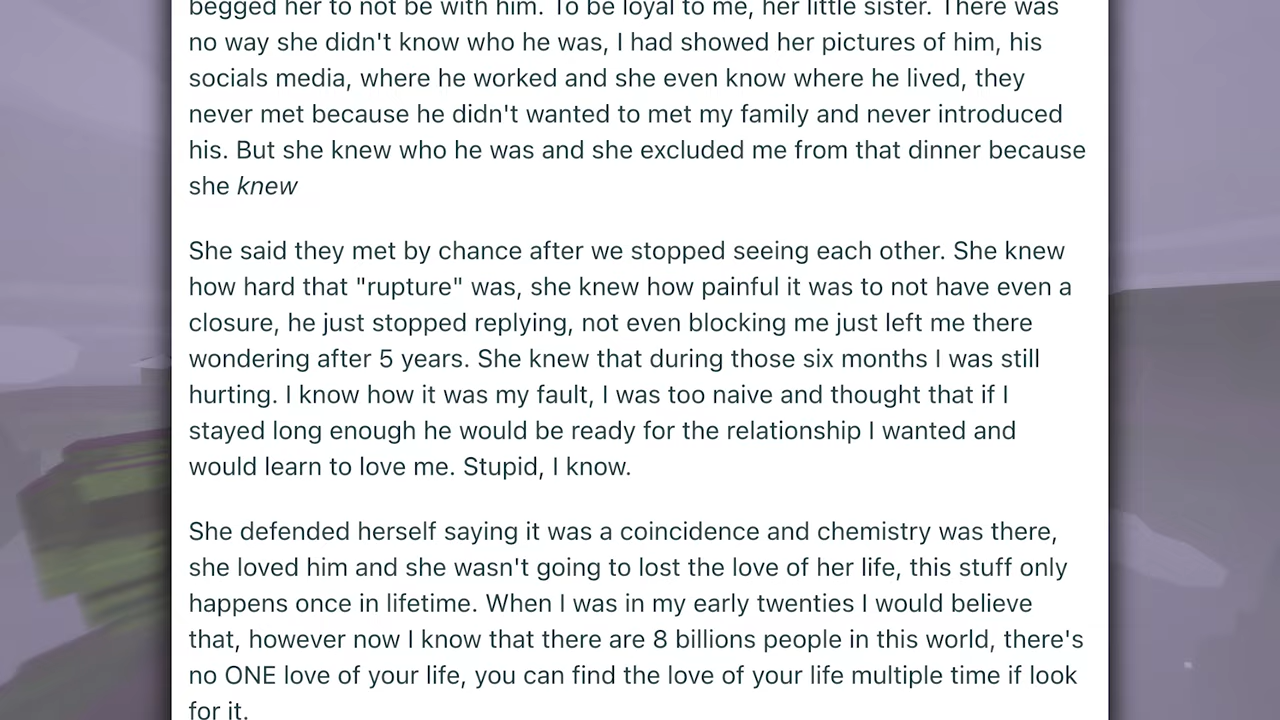 begged her to not be with him. To be loyal to me, her little sister. There was
no way she didn't know who he was, I had showed her pictures of him, his
socials media, where he worked and she even know where he lived, they
never met because he didn't wanted to met my family and never introduced
his. But she knew who he was and she excluded me from that dinner because
she knew
She said they met by chance after we stopped seeing each other. She knew
how hard that "rupture" was, she knew how painful it was to not have even a
closure, he just stopped replying, not even blocking me just left me there
wondering after 5 years. She knew that during those six months I was still
hurting. I know how it was my fault, I was too naive and thought that if I
stayed long enough he would be ready for the relationship I wanted and
would learn to love me. Stupid, I know.
She defended herself saying it was a coincidence and chemistry was there,
she loved him and she wasn't going to lost the love of her life, this stuff only
happens once in lifetime. When I was in my early twenties I would believe
that, however now I know that there are 8 billions people in this world, there's
no ONE love of your life, you can find the love of your life multiple time if look
for it.